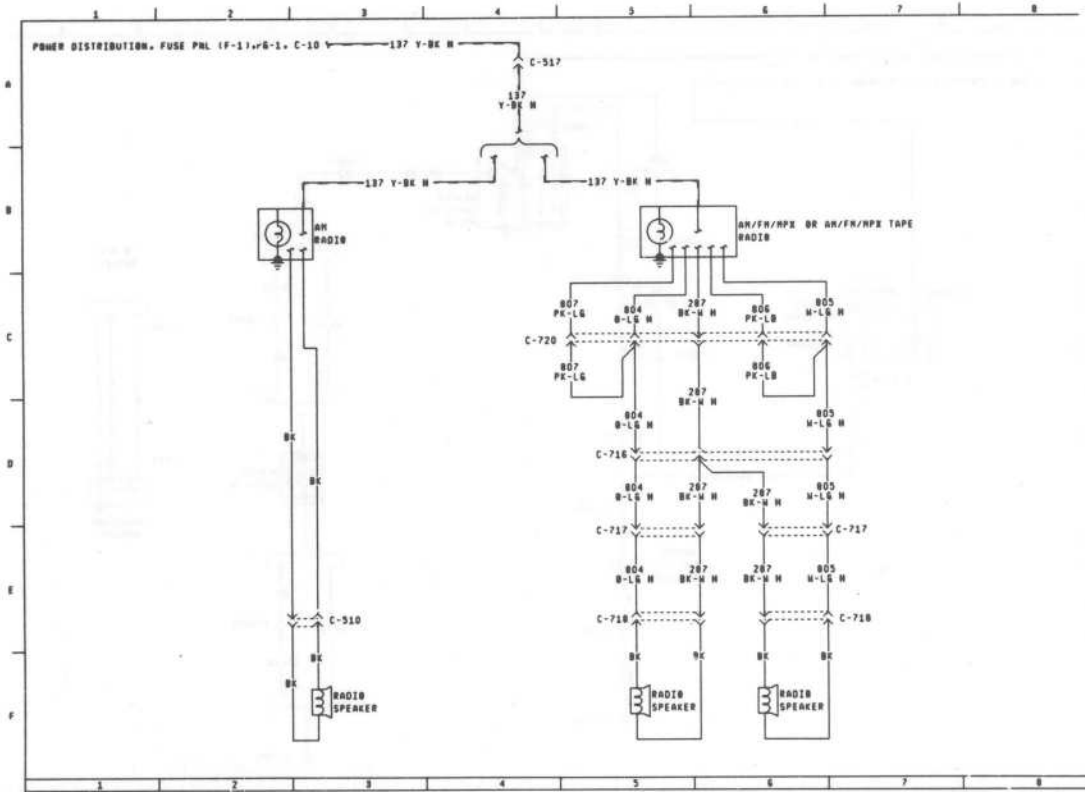 1 2 3 4 5 6 7 8
POWER DISTRIBUTION, FUSE PNL (F-1),
137 Y-BK H
C-517
A
137
Y-BK H
137 Y-BK H
137 Y-BK H
B
AM
RADIO
AM/FM/MPX OR AM/FM/MPX TAPE
RADIO
807
PK-LG
804
O-LG H
287
BK-W H
806
PK-LB
805
W-LG H
C
C-720
807
PK-LG
806
PK-LB
287
BK-W H
804
O-LG H
805
W-LG H
BK
D
C-716
BK
804
O-LG H
287
BK-W H
287
BK-W H
805
W-LG H
C-717
C-717
804
O-LG H
287
BK-W H
287
BK-W H
805
W-LG H
E
C-510
C-718
C-718
BK
BK
BK
BK
BK
BK
RADIO
SPEAKER
RADIO
SPEAKER
RADIO
SPEAKER
F
1 2 3 4 5 6 7 8